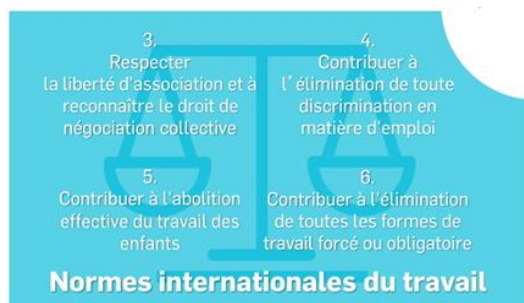 3.
Respecter
la liberté d'association et à
reconnaître le droit de
négociation collective
4.
Contribuer à
l'élimination de toute
discrimination en
matière d'emploi
5.
Contribuer à l'abolition
effective du travail des
enfants
6.
Contribuer à l'élimination
de toutes les formes de
travail forcé ou obligatoire
Normes internationales du travail